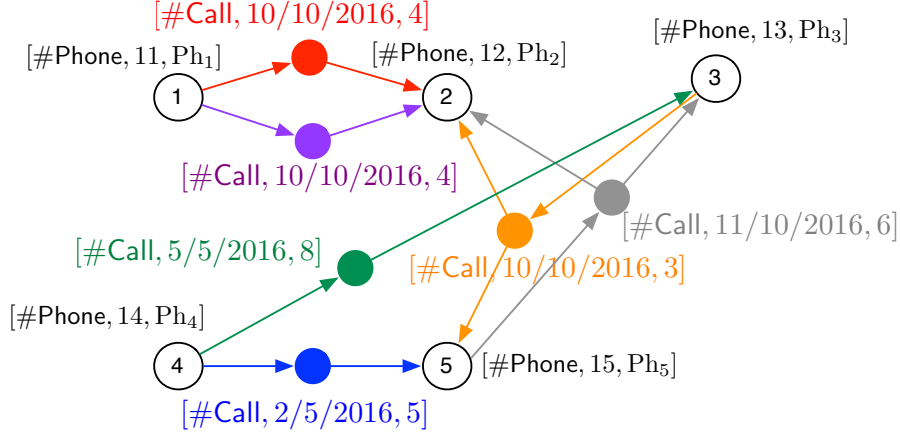 [#Call, 10/10/2016, 4]
[#Phone, 11, Ph₁]
[#Phone, 12, Ph₂]
[#Phone, 13, Ph₃]
1
2
3
[#Call, 10/10/2016, 4]
[#Call, 11/10/2016, 6]
[#Call, 5/5/2016, 8]
[#Call, 10/10/2016, 3]
[#Phone, 14, Ph₄]
4
5
[#Phone, 15, Ph₅]
[#Call, 2/5/2016, 5]